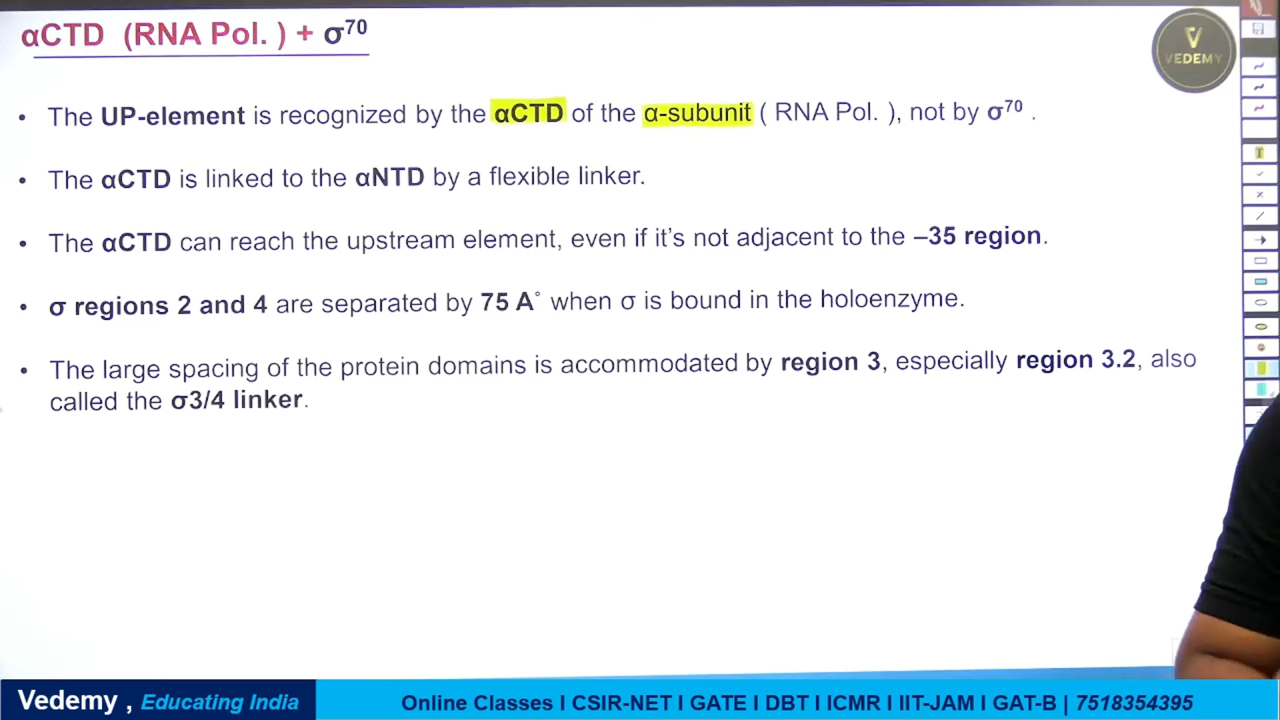 αCTD (RNA Pol. ) + σ⁷⁰
VEDEMY
• The UP-element is recognized by the αCTD of the α-subunit ( RNA Pol. ), not by σ⁷⁰ .
• The αCTD is linked to the αNTD by a flexible linker.
• The αCTD can reach the upstream element, even if it’s not adjacent to the –35 region.
• σ regions 2 and 4 are separated by 75 A˚ when σ is bound in the holoenzyme.
• The large spacing of the protein domains is accommodated by region 3, especially region 3.2, also
called the σ3/4 linker.
Vedemy , Educating India
Online Classes I CSIR-NET I GATE I DBT I ICMR I IIT-JAM I GAT-B | 7518354395